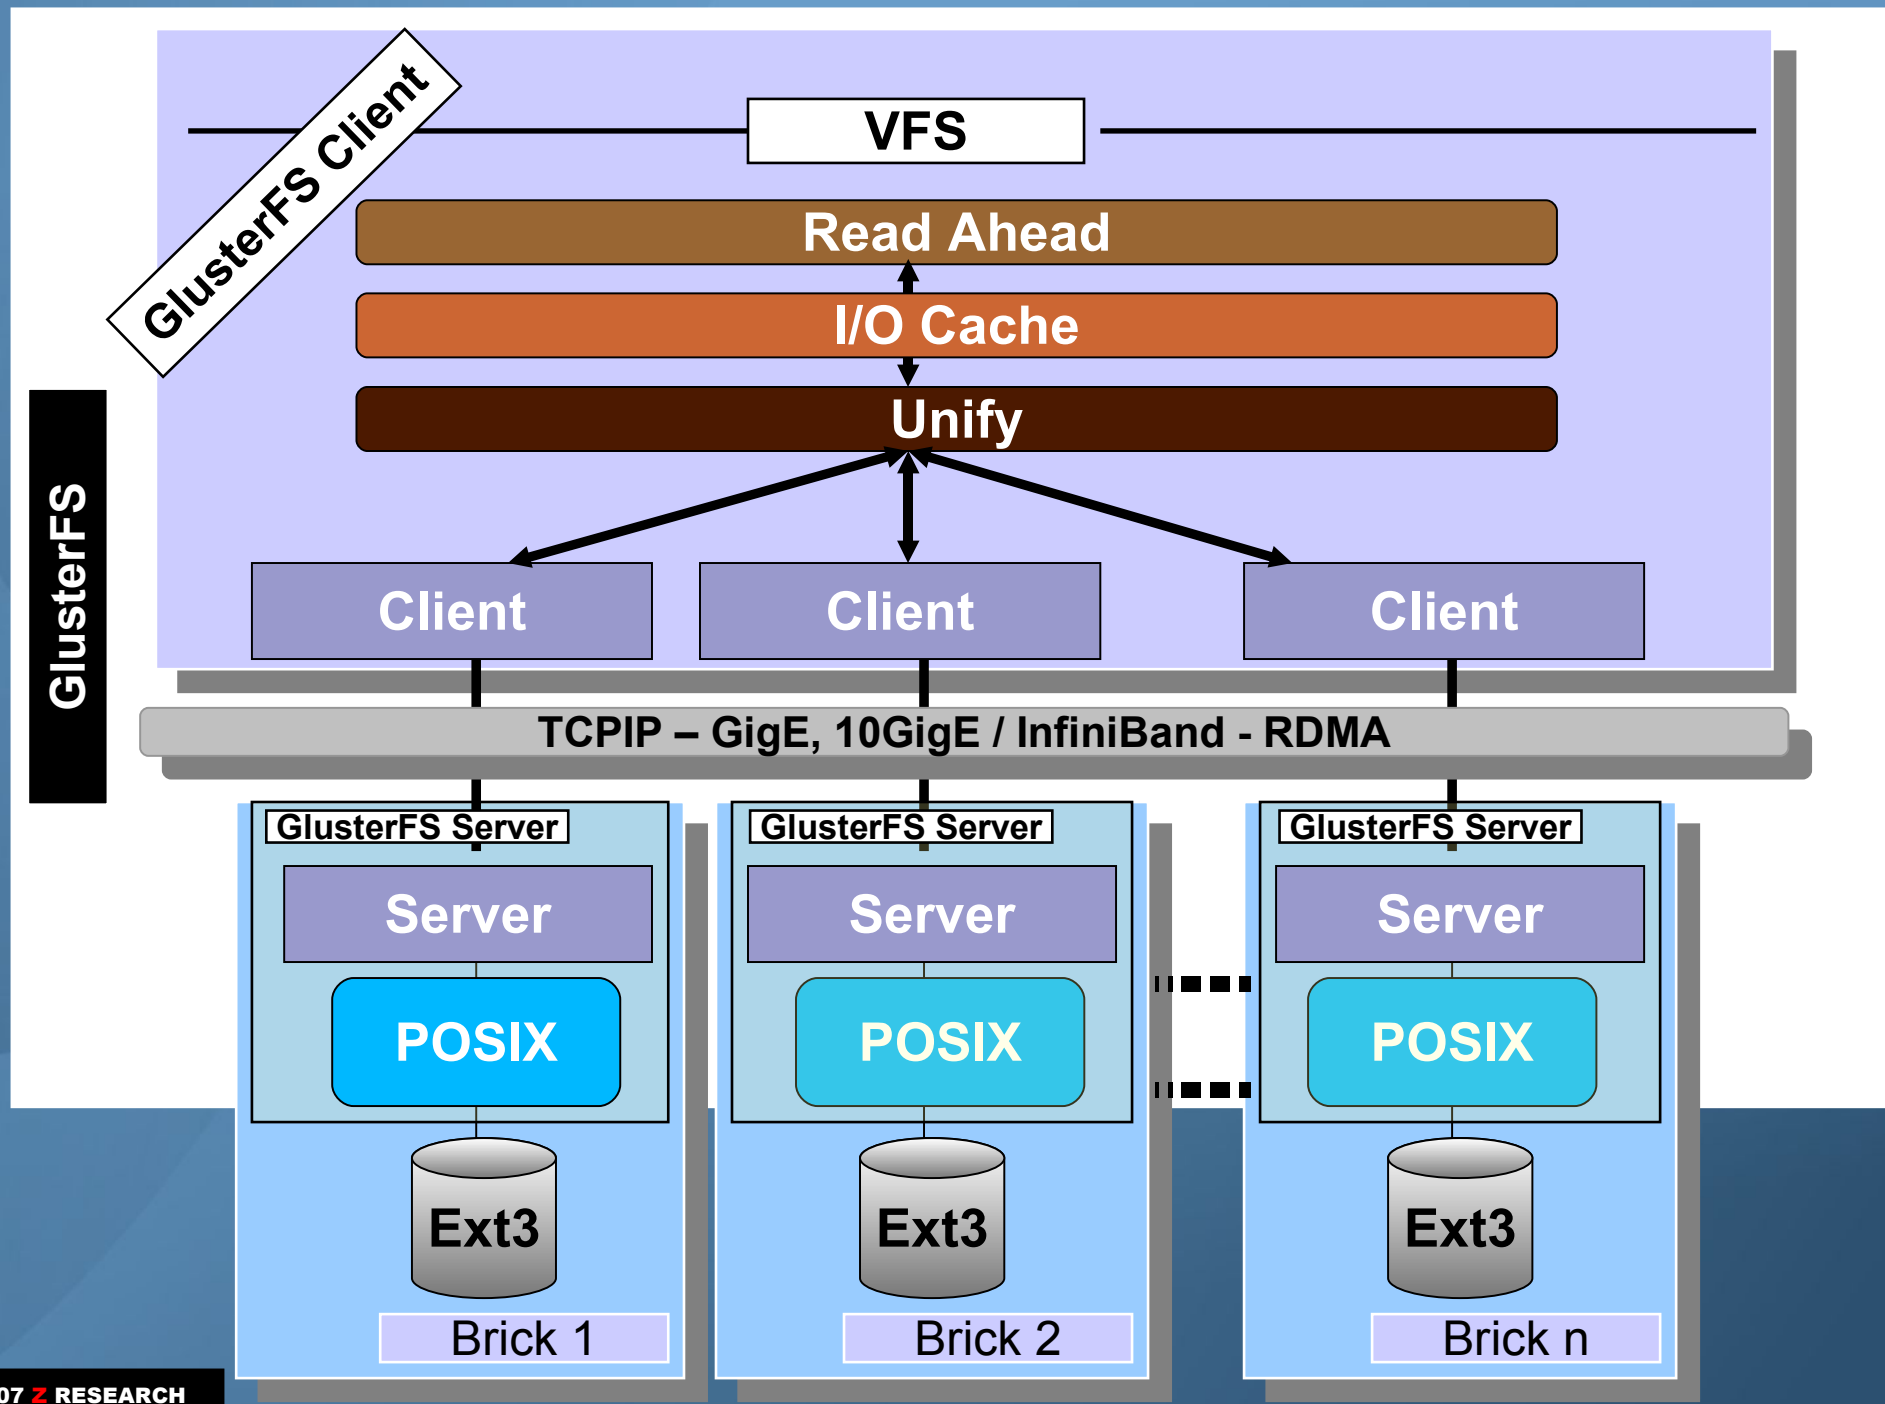 GlusterFS Client
VFS
Read Ahead
I/O Cache
Unify
GlusterFS
Client
Client
Client
TCPIP – GigE, 10GigE / InfiniBand - RDMA
GlusterFS Server
GlusterFS Server
GlusterFS Server
Server
Server
Server
POSIX
POSIX
POSIX
Ext3
Ext3
Ext3
Brick 1
Brick 2
Brick n
07 Z RESEARCH